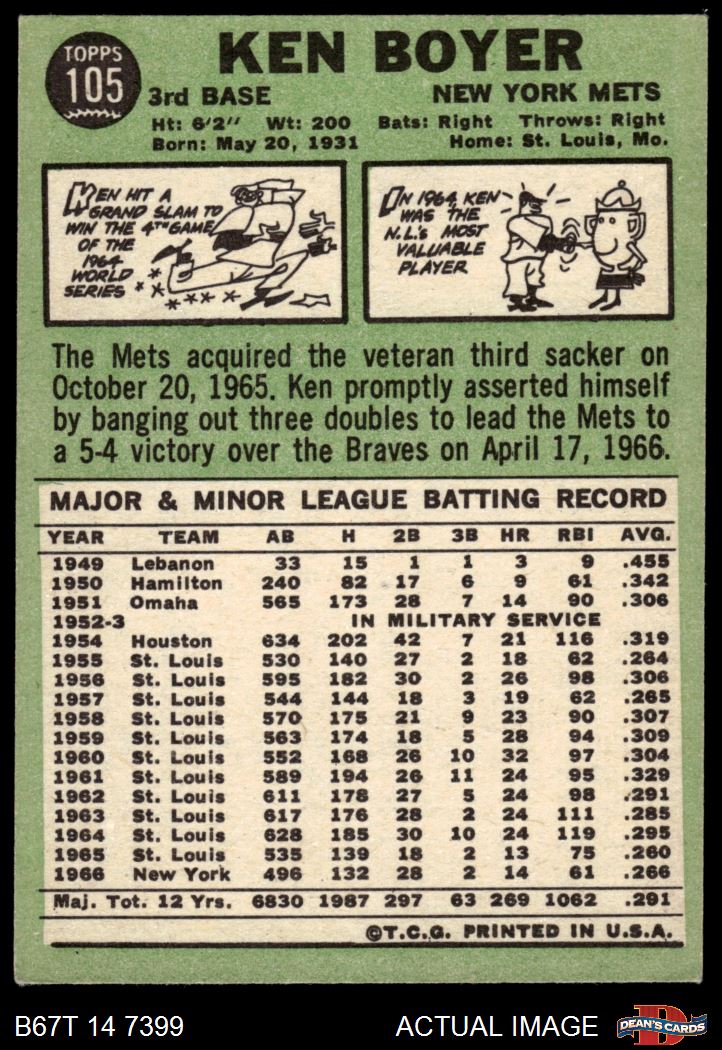 TOPPS
105
KEN BOYER
3rd BASE NEW YORK METS
Ht: 6'2" Wt: 200 Bats: Right Throws: Right
Born: May 20, 1931 Home: St. Louis, Mo.
KEN HIT A
GRAND SLAM TO
WIN THE 4TH GAME
OF THE
1964
WORLD
SERIES
IN 1964, KEN
WAS THE
N.L.'s MOST
VALUABLE
PLAYER
The Mets acquired the veteran third sacker on
October 20, 1965. Ken promptly asserted himself
by banging out three doubles to lead the Mets to
a 5-4 victory over the Braves on April 17, 1966.
MAJOR & MINOR LEAGUE BATTING RECORD
YEAR TEAM AB H 2B 3B HR RBI AVG.
1949 Lebanon 33 15 1 1 3 9 .455
1950 Hamilton 240 82 17 6 9 61 .342
1951 Omaha 565 173 28 7 14 90 .306
1952-3 IN MILITARY SERVICE
1954 Houston 634 202 42 7 21 116 .319
1955 St. Louis 530 140 27 2 18 62 .264
1956 St. Louis 595 182 30 2 26 98 .306
1957 St. Louis 544 144 18 3 19 62 .265
1958 St. Louis 570 175 21 9 23 90 .307
1959 St. Louis 563 174 18 5 28 94 .309
1960 St. Louis 552 168 26 10 32 97 .304
1961 St. Louis 589 194 26 11 24 95 .329
1962 St. Louis 611 178 27 5 24 98 .291
1963 St. Louis 617 176 28 2 24 111 .285
1964 St. Louis 628 185 30 10 24 119 .295
1965 St. Louis 535 139 18 2 13 75 .260
1966 New York 496 132 28 2 14 61 .266
Maj. Tot. 12 Yrs. 6830 1987 297 63 269 1062 .291
©T.C.G. PRINTED IN U.S.A.
B67T 14 7399 ACTUAL IMAGE D DEAN'S CARDS